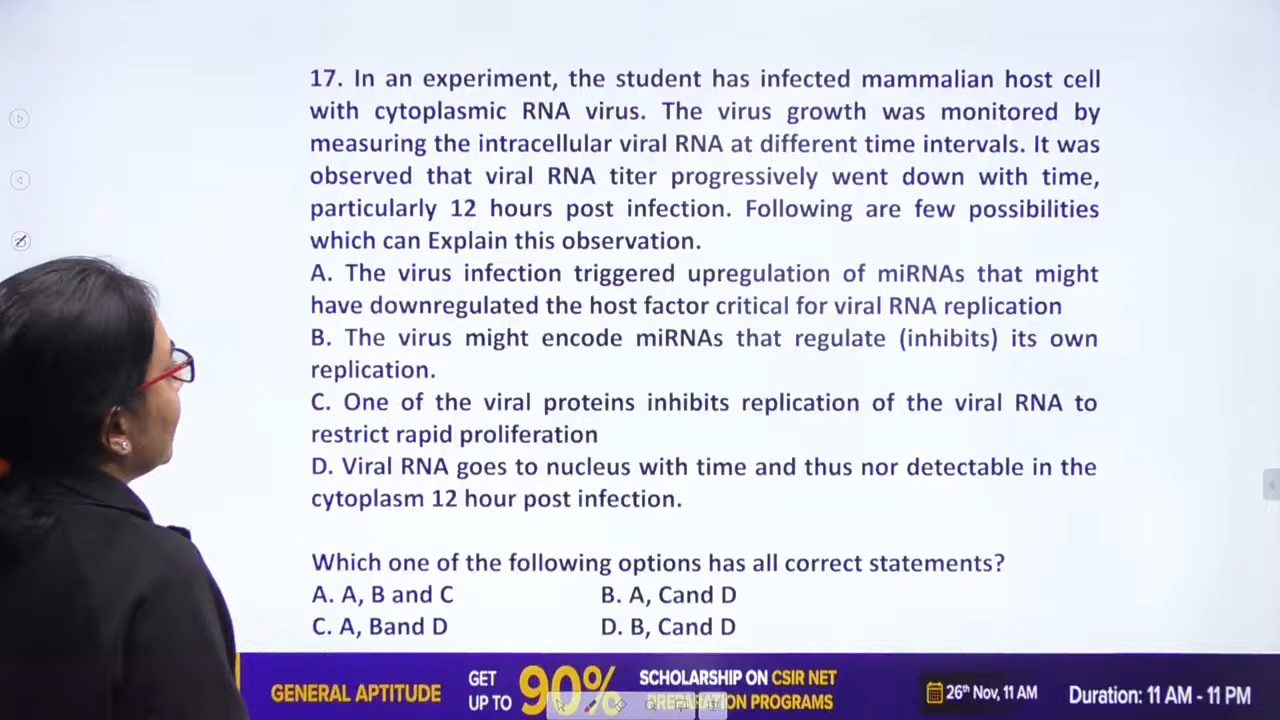 17. In an experiment, the student has infected mammalian host cell
with cytoplasmic RNA virus. The virus growth was monitored by
measuring the intracellular viral RNA at different time intervals. It was
observed that viral RNA titer progressively went down with time,
particularly 12 hours post infection. Following are few possibilities
which can Explain this observation.
A. The virus infection triggered upregulation of miRNAs that might
have downregulated the host factor critical for viral RNA replication
B. The virus might encode miRNAs that regulate (inhibits) its own
replication.
C. One of the viral proteins inhibits replication of the viral RNA to
restrict rapid proliferation
D. Viral RNA goes to nucleus with time and thus nor detectable in the
cytoplasm 12 hour post infection.
Which one of the following options has all correct statements?
A. A, B and C B. A, Cand D
C. A, Band D D. B, Cand D
GENERAL APTITUDE
GET
UP TO
90%
SCHOLARSHIP ON CSIR NET
PREPARATION PROGRAMS
26th Nov, 11 AM
Duration: 11 AM - 11 PM